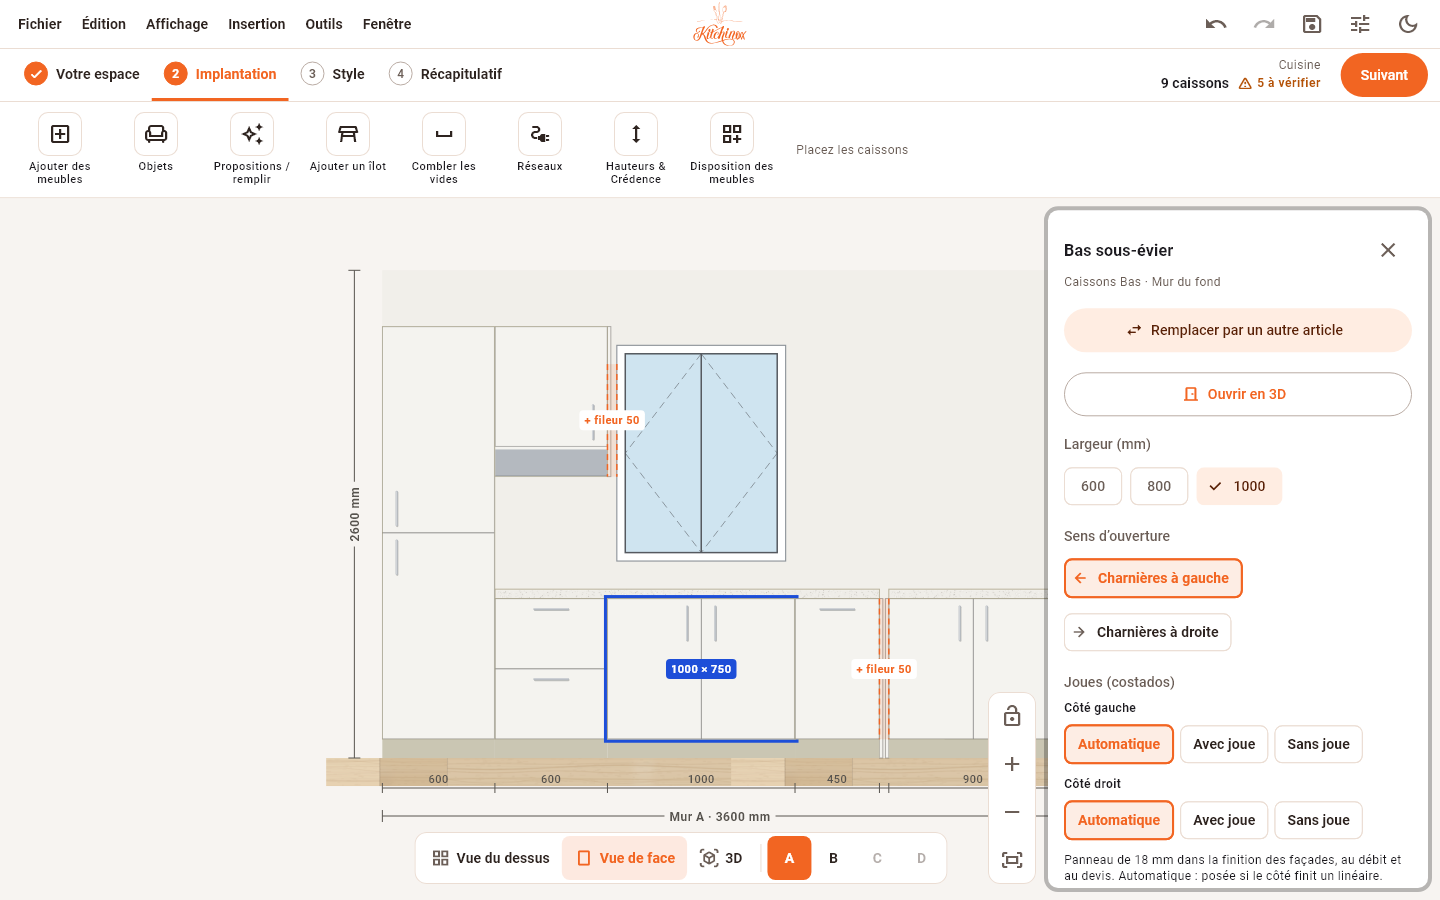 Fichier Édition Affichage Insertion Outils Fenêtre
Kitchinox
Votre espace
2 Implantation
3 Style
4 Récapitulatif
Cuisine
9 caissons 5 à vérifier
Suivant
Ajouter des
meubles
Objets
Propositions /
remplir
Ajouter un îlot
Combler les
vides
Réseaux
Hauteurs &
Crédence
Disposition des
meubles
Placez les caissons
2600 mm
+ fileur 50
1000 × 750
+ fileur 50
600 600 1000 450 900
Mur A · 3600 mm
Vue du dessus Vue de face 3D A B C D
Bas sous-évier
Caissons Bas · Mur du fond
Remplacer par un autre article
Ouvrir en 3D
Largeur (mm)
600 800 1000
Sens d’ouverture
Charnières à gauche
Charnières à droite
Joues (costados)
Côté gauche
Automatique Avec joue Sans joue
Côté droit
Automatique Avec joue Sans joue
Panneau de 18 mm dans la finition des façades, au débit et
au devis. Automatique : posée si le côté finit un linéaire.